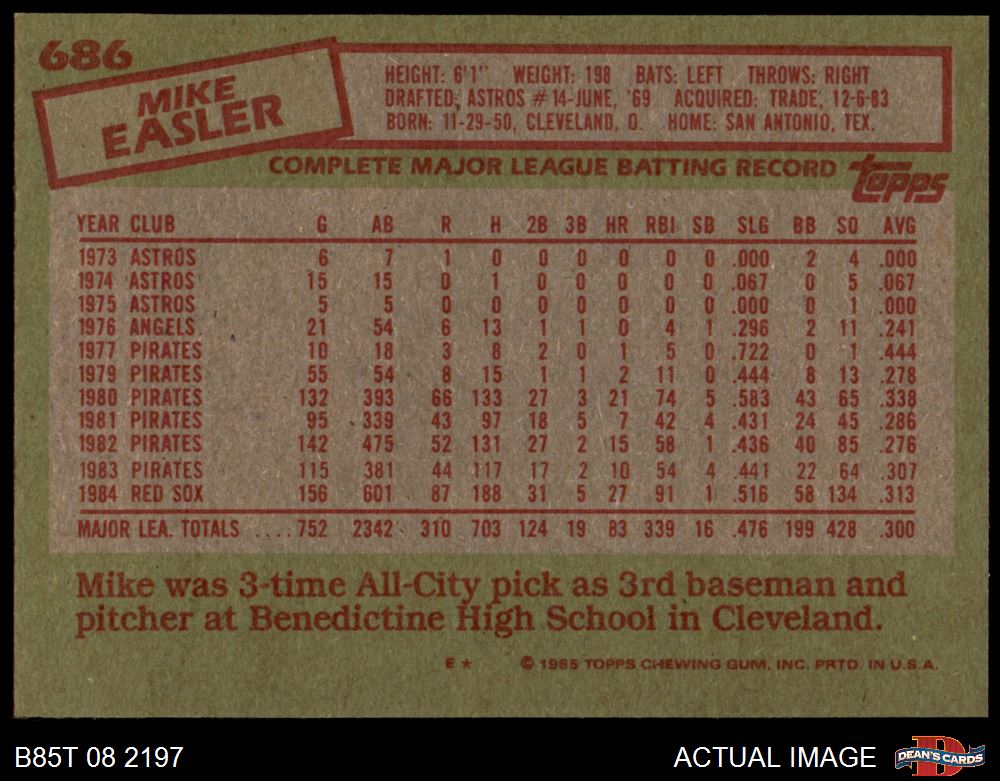 686
MIKE
EASLER
HEIGHT: 6'1" WEIGHT: 198 BATS: LEFT THROWS: RIGHT
DRAFTED: ASTROS #14-JUNE, '69 ACQUIRED: TRADE, 12-6-83
BORN: 11-29-50, CLEVELAND, O. HOME: SAN ANTONIO, TEX.
COMPLETE MAJOR LEAGUE BATTING RECORD
Topps
YEAR CLUB G AB R H 2B 3B HR RBI SB SLG BB SO AVG
1973 ASTROS 6 7 1 0 0 0 0 0 0 .000 2 4 .000
1974 ASTROS 15 15 0 1 0 0 0 0 0 .067 0 5 .067
1975 ASTROS 5 5 0 0 0 0 0 0 0 .000 0 1 .000
1976 ANGELS 21 54 6 13 1 1 0 4 1 .296 2 11 .241
1977 PIRATES 10 18 3 8 2 0 1 5 0 .722 0 1 .444
1979 PIRATES 55 54 8 15 1 1 2 11 0 .444 8 13 .278
1980 PIRATES 132 393 66 133 27 3 21 74 5 .583 43 65 .338
1981 PIRATES 95 339 43 97 18 5 7 42 4 .431 24 45 .286
1982 PIRATES 142 475 52 131 27 2 15 58 1 .436 40 85 .276
1983 PIRATES 115 381 44 117 17 2 10 54 4 .441 22 64 .307
1984 RED SOX 156 601 87 188 31 5 27 91 1 .516 58 134 .313
MAJOR LEA. TOTALS ....752 2342 310 703 124 19 83 339 16 .476 199 428 .300
Mike was 3-time All-City pick as 3rd baseman and
pitcher at Benedictine High School in Cleveland.
E★ © 1985 TOPPS CHEWING GUM, INC. PRTD. IN U.S.A.
B85T 08 2197 ACTUAL IMAGE DEAN'S CARDS